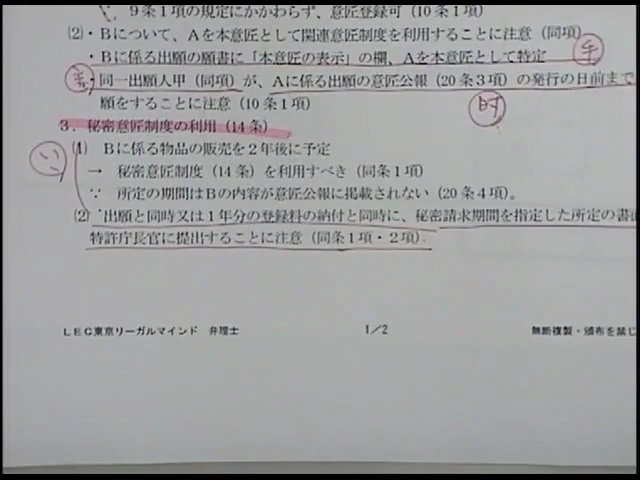 ∵ 9条1項の規定にかかわらず、意匠登録可(10条1項)
(2)・Bについて、Aを本意匠として関連意匠制度を利用することに注意(同項)
・Bに係る出願の願書に「本意匠の表示」の欄、Aを本意匠として特定 手
・同一出願人甲(同項)が、Aに係る出願の意匠公報(20条3項)の発行の日前まで
願をすることに注意(10条1項) 時
3.秘密意匠制度の利用(14条)
(1) Bに係る物品の販売を2年後に予定
→ 秘密意匠制度(14条)を利用すべき(同条1項)
∵ 所定の期間はBの内容が意匠公報に掲載されない(20条4項)。
(2) 出願と同時又は1年分の登録料の納付と同時に、秘密請求期間を指定した所定の書
特許庁長官に提出することに注意(同条1項・2項).
LEC東京リーガルマインド 弁理士
1/2
無断複製・頒布を禁じ